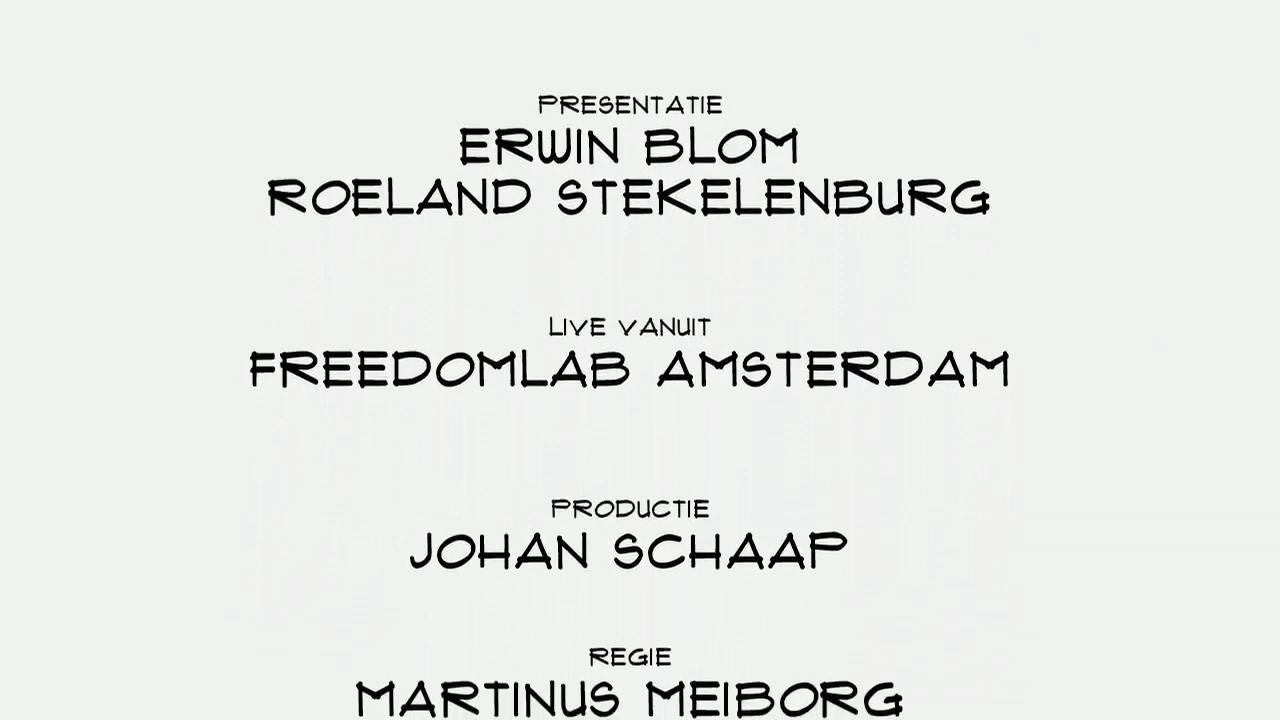 PRESENTATIE
ERWIN BLOM
ROELAND STEKELENBURG
LIVE VANUIT
FREEDOMLAB AMSTERDAM
PRODUCTIE
JOHAN SCHAAP
REGIE
MARTINUS MEIBORG